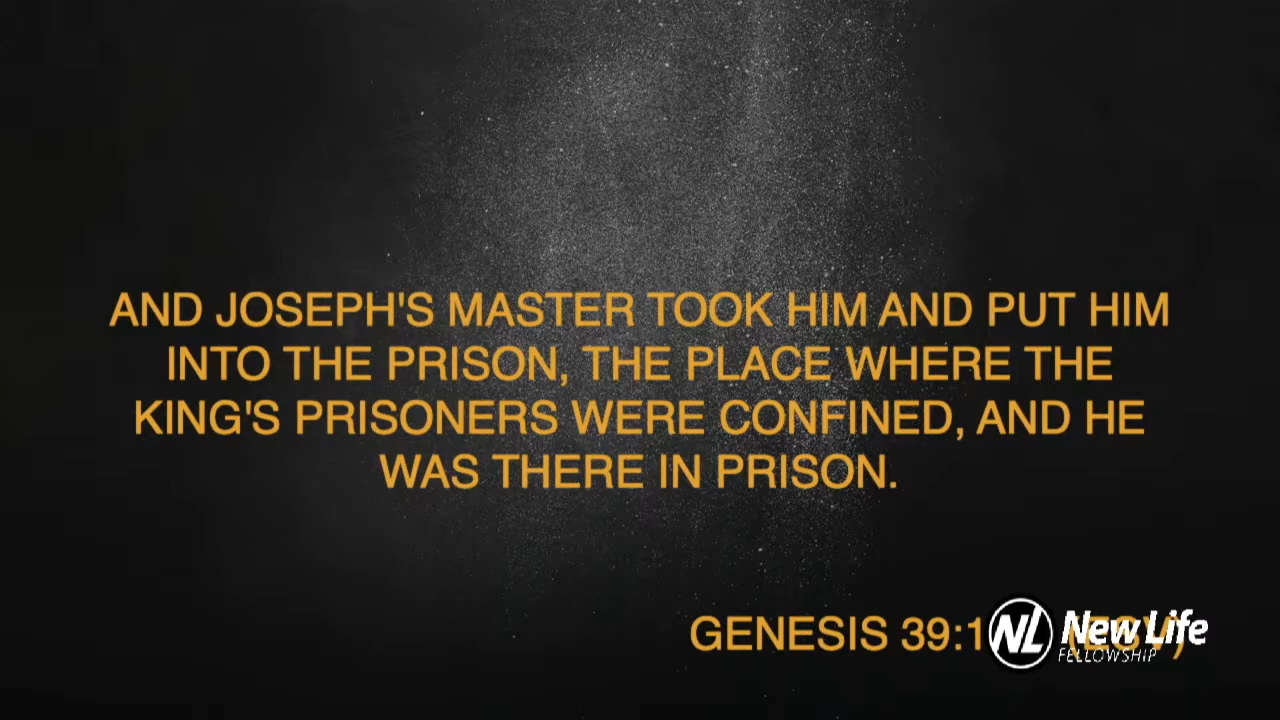 AND JOSEPH'S MASTER TOOK HIM AND PUT HIM
INTO THE PRISON, THE PLACE WHERE THE
KING'S PRISONERS WERE CONFINED, AND HE
WAS THERE IN PRISON.
GENESIS 39:1
NL New Life
FELLOWSHIP